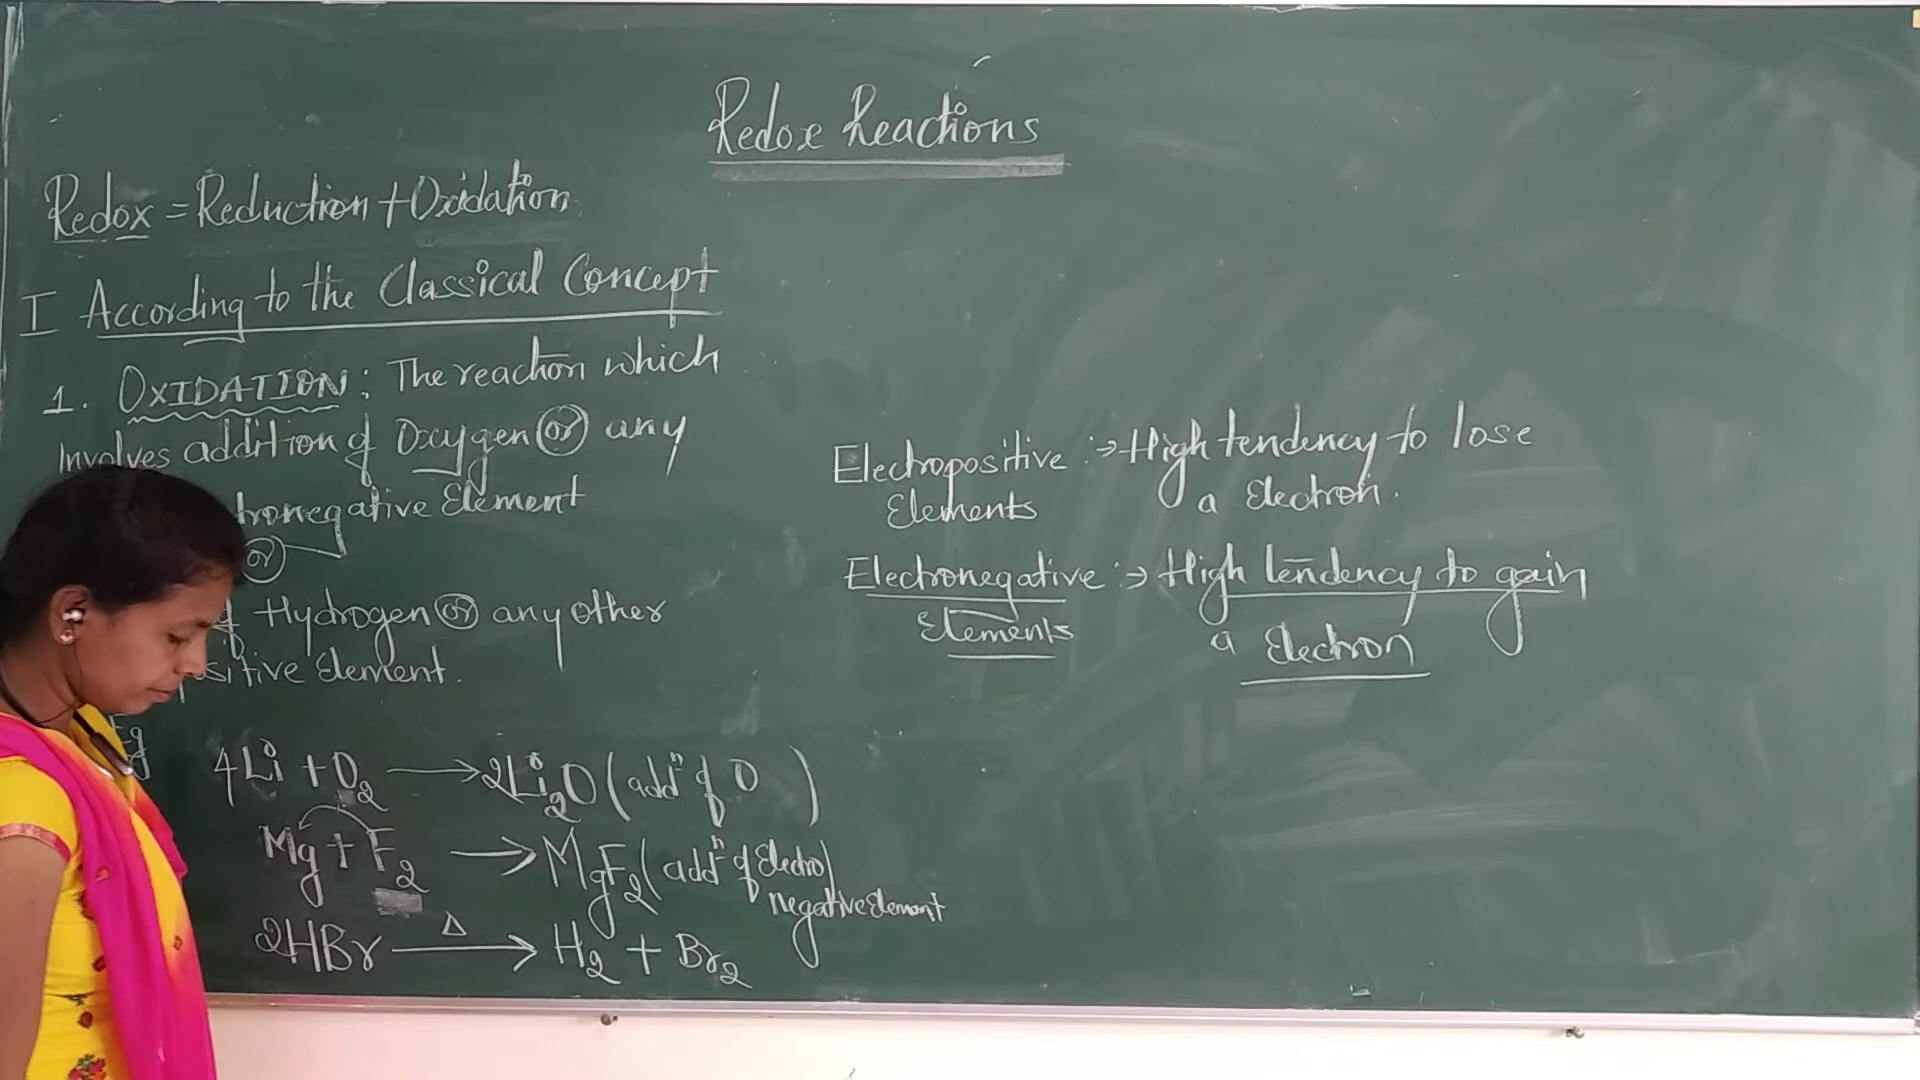 Redox Reactions
Redox = Reduction + Oxidation
I According to the Classical Concept
1. OXIDATION : The reaction which
Involves addition of Oxygen (or) any
tronegative Element
(or)
of Hydrogen (or) any other
sitive Element.
Eg
4Li + O2 → 2Li2O (addn of O )
Mg + F2 → MgF2 (addn of Electro
negative Element
2HBr Δ→ H2 + Br2
Electropositive :→ High tendency to lose
Elements a Electron.
Electronegative :→ High tendency to gain
Elements a Electron